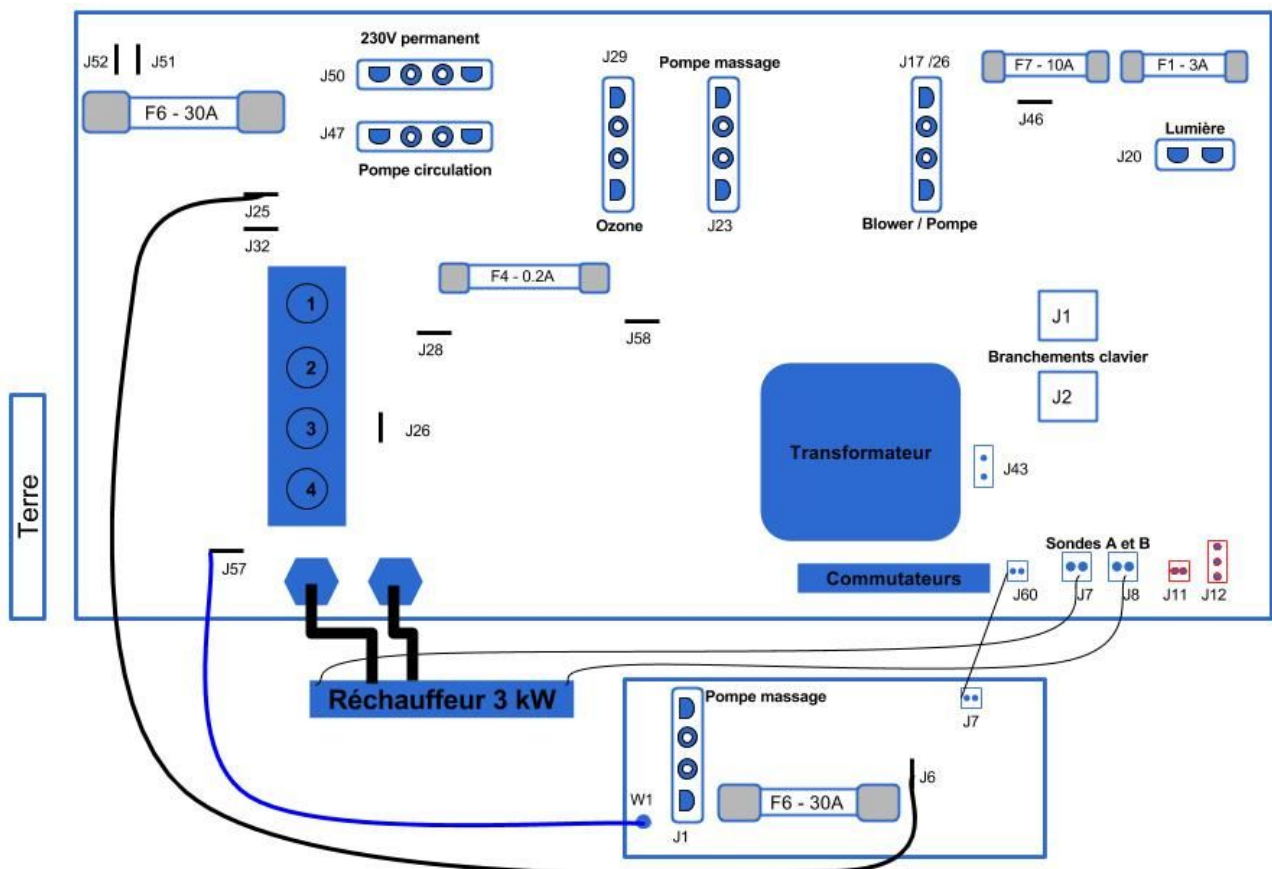 230V permanent
J52
J51
F6 - 30A
J50
J47
Pompe circulation
J29
Ozone
Pompe massage
J23
J17 /26
Blower / Pompe
F7 - 10A
F1 - 3A
J46
Lumière
J20
J25
J32
F4 - 0.2A
J28
J58
1
2
3
4
J26
J1
Branchements clavier
J2
Transformateur
J43
Terre
J57
Commutateurs
Sondes A et B
J60
J7
J8
J11
J12
Réchauffeur 3 kW
Pompe massage
J7
J6
F6 - 30A
W1
J1